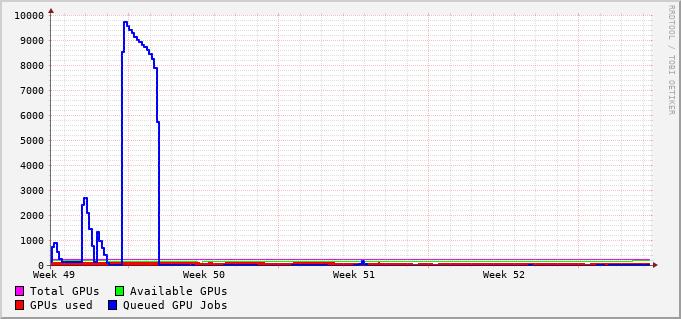 10000
9000
8000
7000
6000
5000
4000
3000
2000
1000
0
Week 49 Week 50 Week 51 Week 52
Total GPUs Available GPUs
GPUs used Queued GPU Jobs
RRDTOOL / TOBI OETIKER